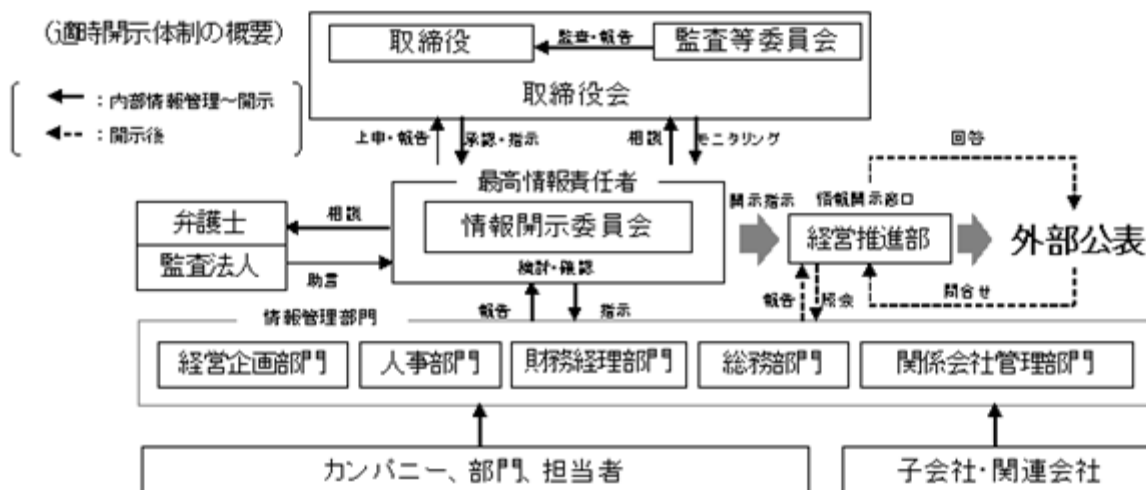 (適時開示体制の概要)
:内部情報管理～開示
:開示後
取締役
監査・報告
監査等委員会
取締役会
上申・報告
承認・指示
相談
モニタリング
回答
最高情報責任者
情報開示委員会
検討・確認
開示指示
情報開示窓口
経営推進部
外部公表
弁護士
監査法人
相談
助言
報告
指示
報告
照会
問合せ
情報管理部門
経営企画部門
人事部門
財務経理部門
総務部門
関係会社管理部門
カンパニー、部門、担当者
子会社・関連会社